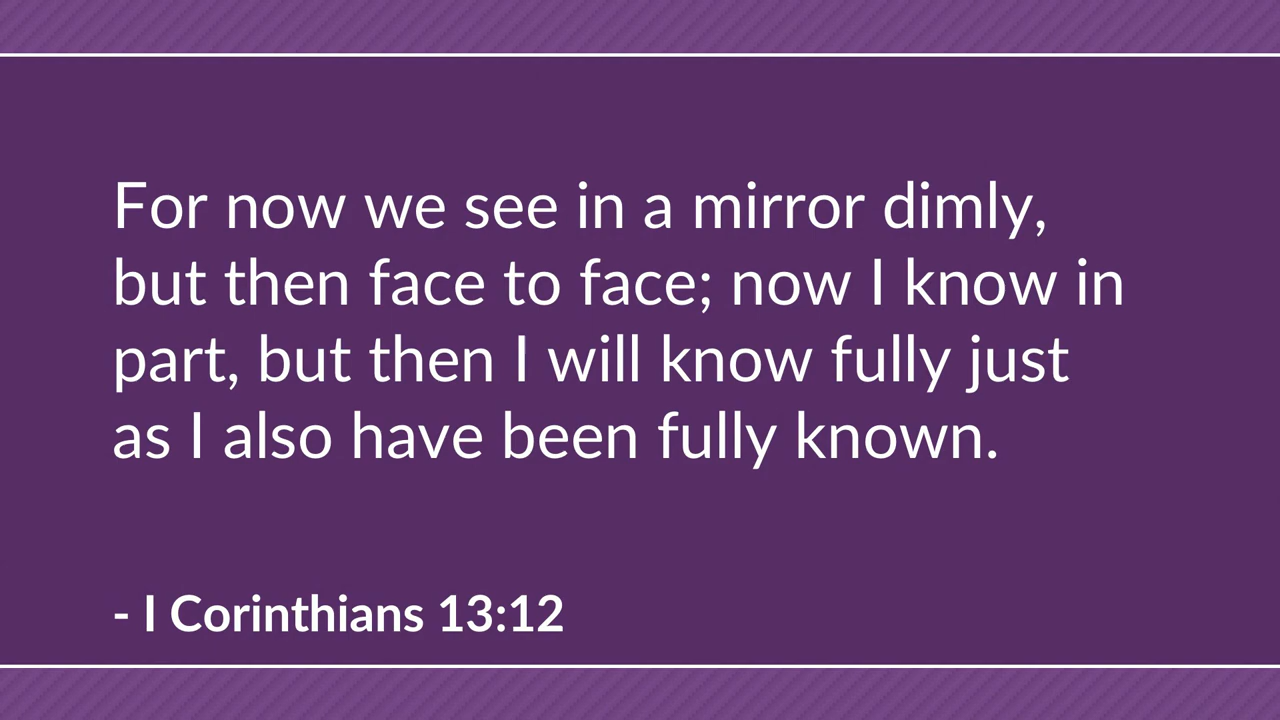 For now we see in a mirror dimly,
but then face to face; now I know in
part, but then I will know fully just
as I also have been fully known.
- I Corinthians 13:12